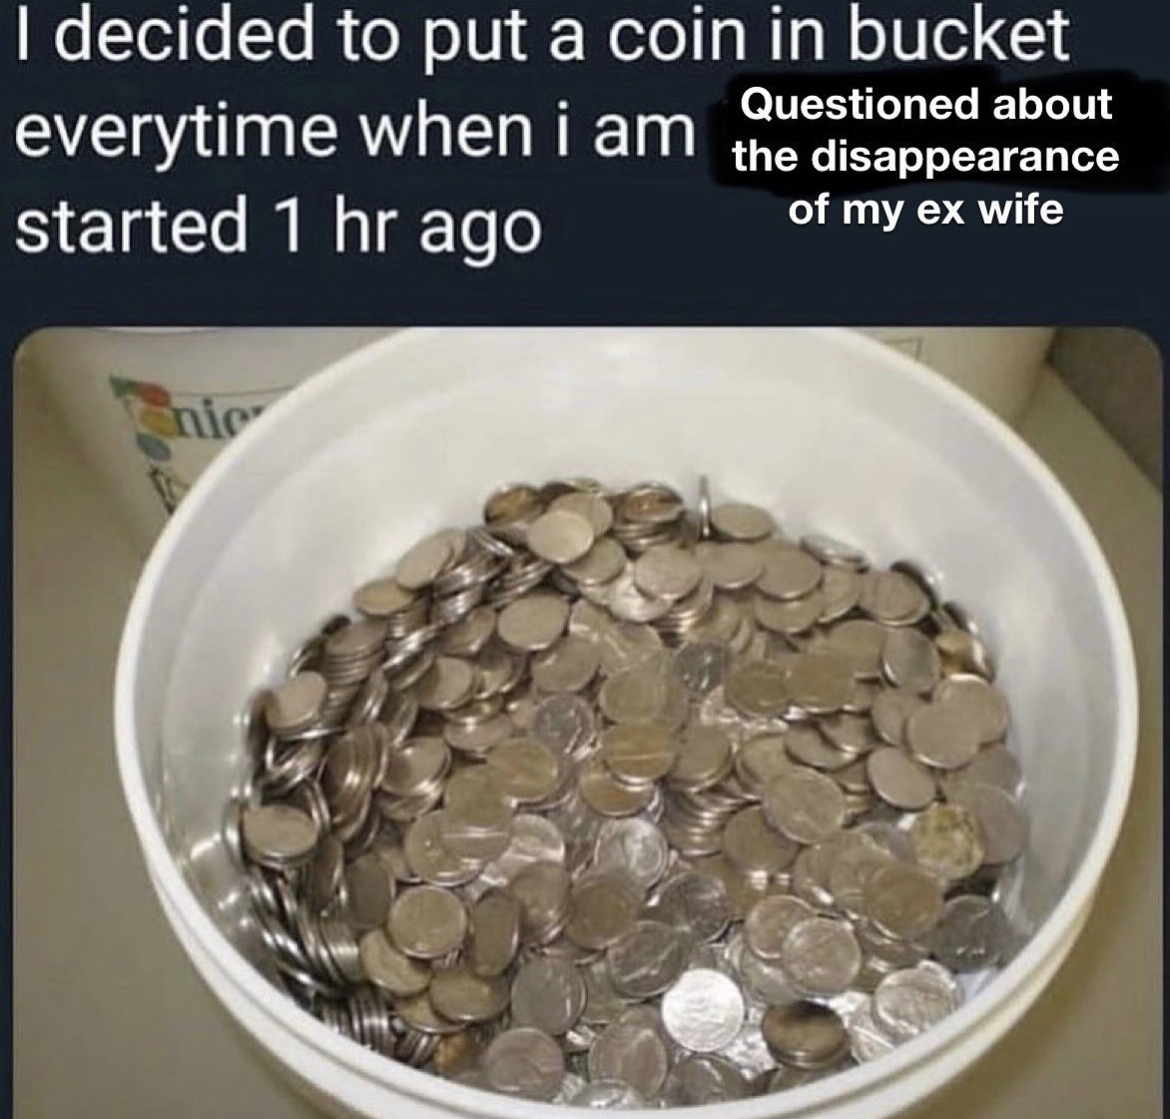 I decided to put a coin in bucket
everytime when i am Questioned about
the disappearance
of my ex wife
started 1 hr ago
nic